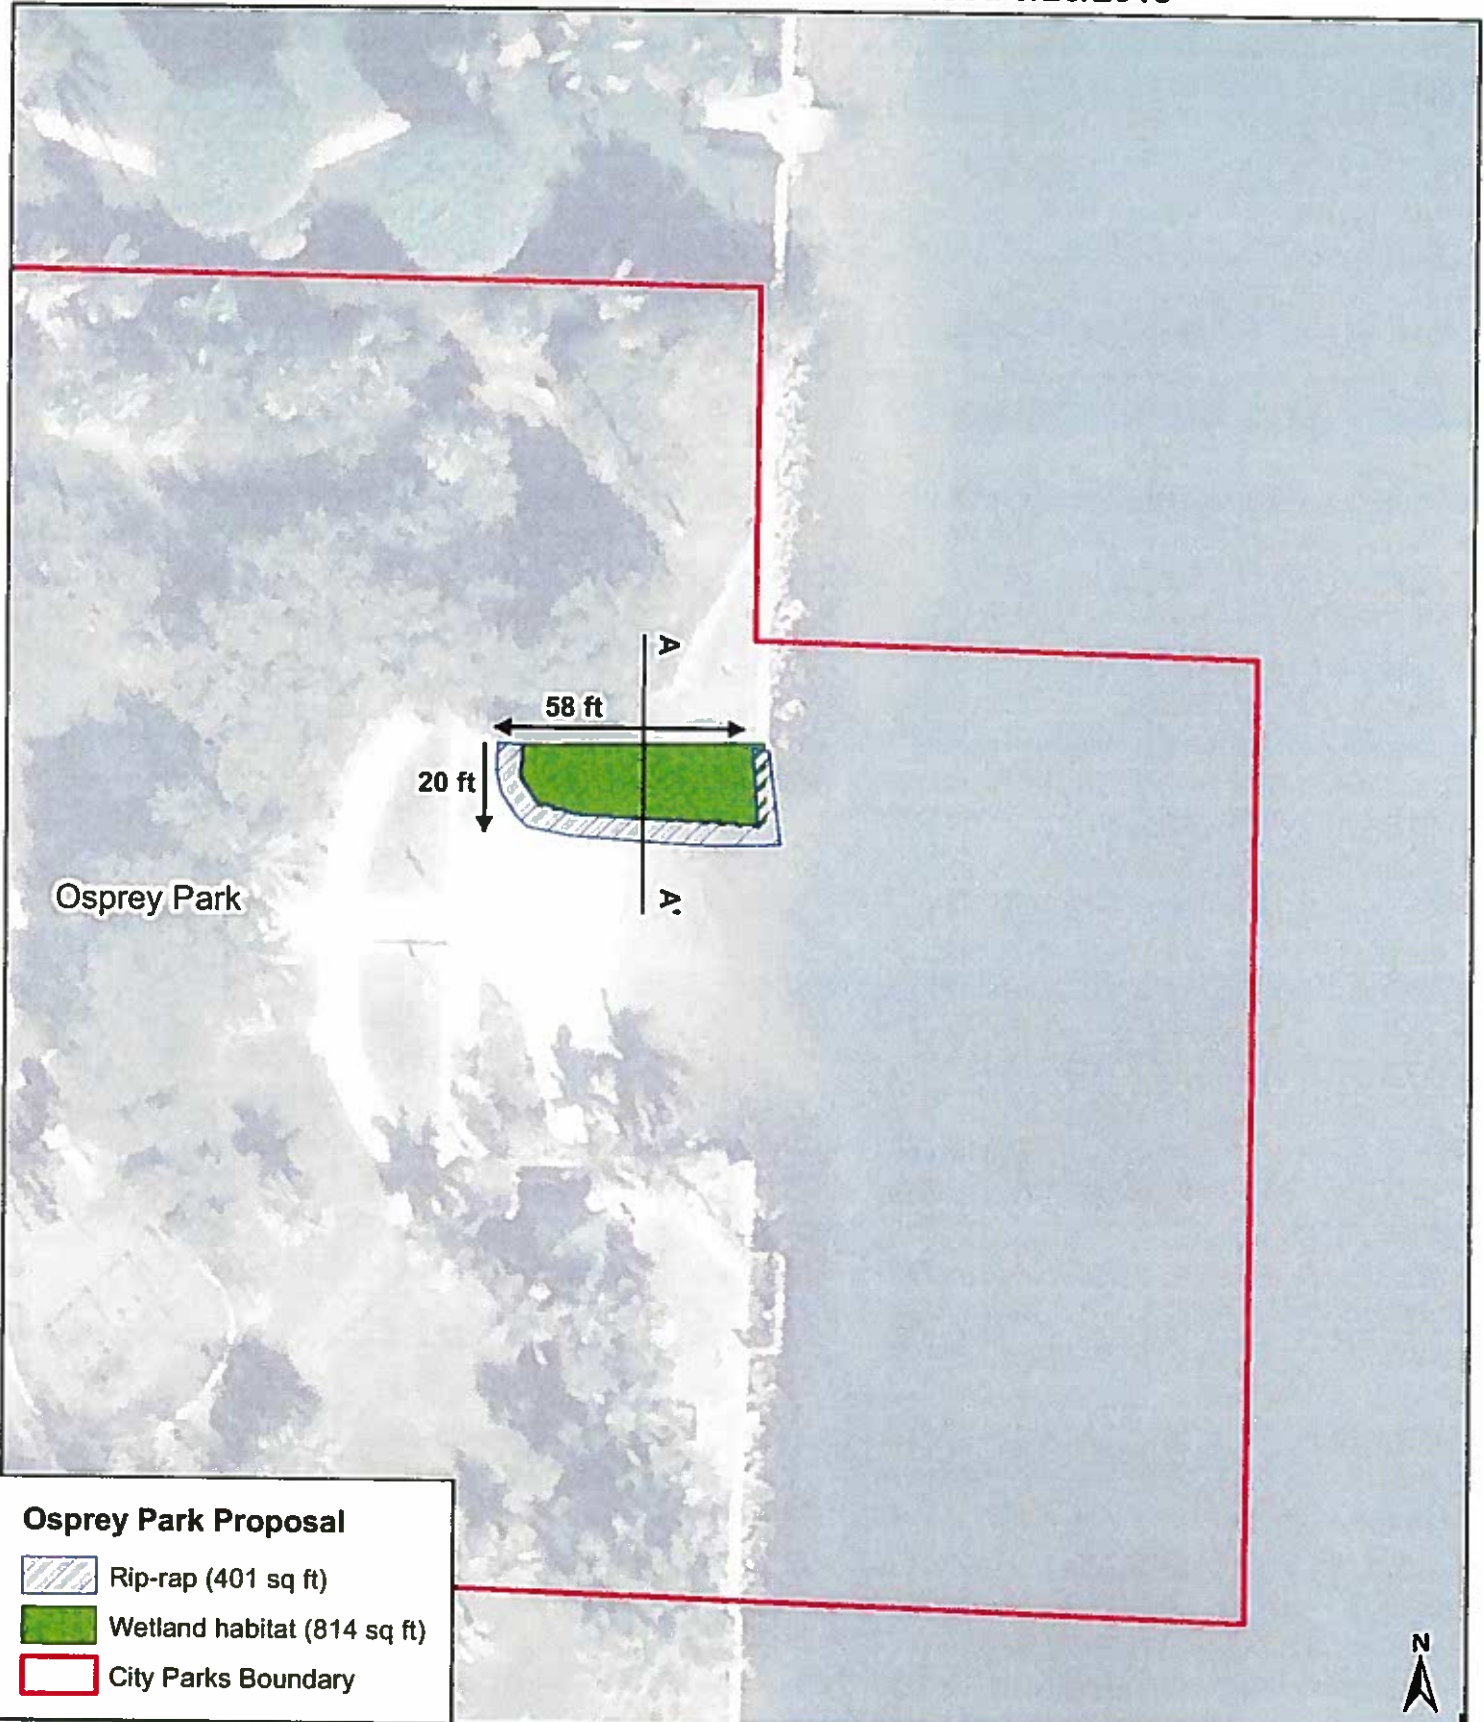 A
58 ft
20 ft
A'
Osprey Park
Osprey Park Proposal
Rip-rap (401 sq ft)
Wetland habitat (814 sq ft)
City Parks Boundary
N